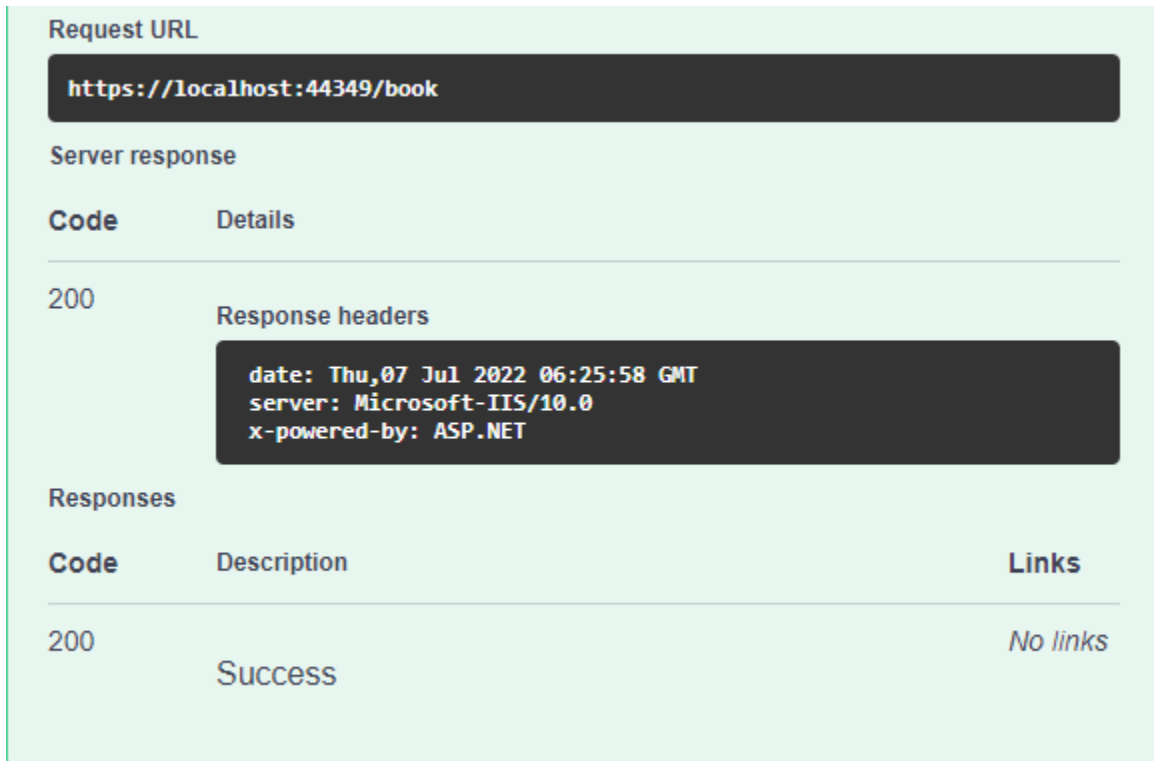 Request URL
https://localhost:44349/book
Server response
Code Details
200
Response headers
date: Thu,07 Jul 2022 06:25:58 GMT
server: Microsoft-IIS/10.0
x-powered-by: ASP.NET
Responses
Code Description Links
200 No links
Success